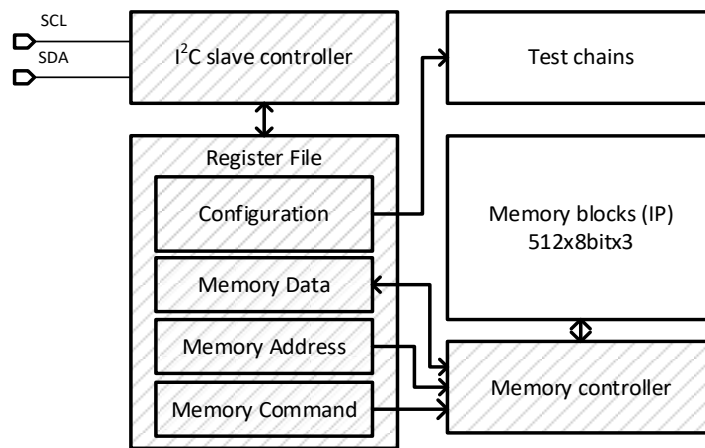 SCL
SDA
I²C slave controller
Test chains
Register File
Configuration
Memory Data
Memory Address
Memory Command
Memory blocks (IP)
512x8bitx3
Memory controller